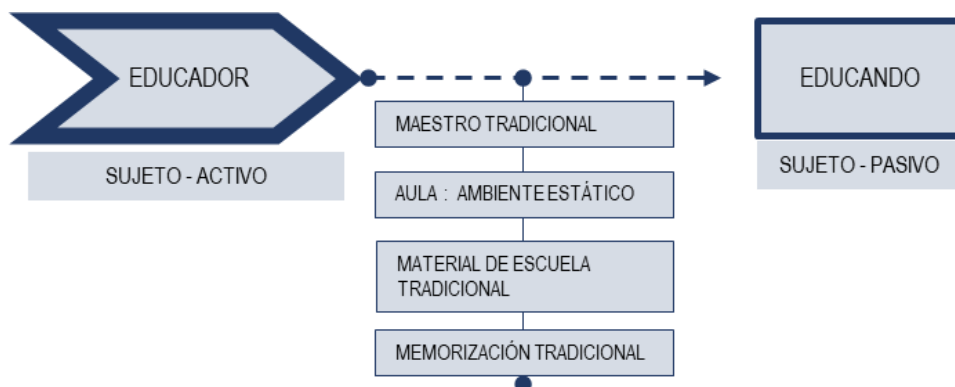 EDUCADOR
EDUCANDO
MAESTRO TRADICIONAL
SUJETO - ACTIVO
SUJETO - PASIVO
AULA : AMBIENTE ESTÁTICO
MATERIAL DE ESCUELA
TRADICIONAL
MEMORIZACIÓN TRADICIONAL